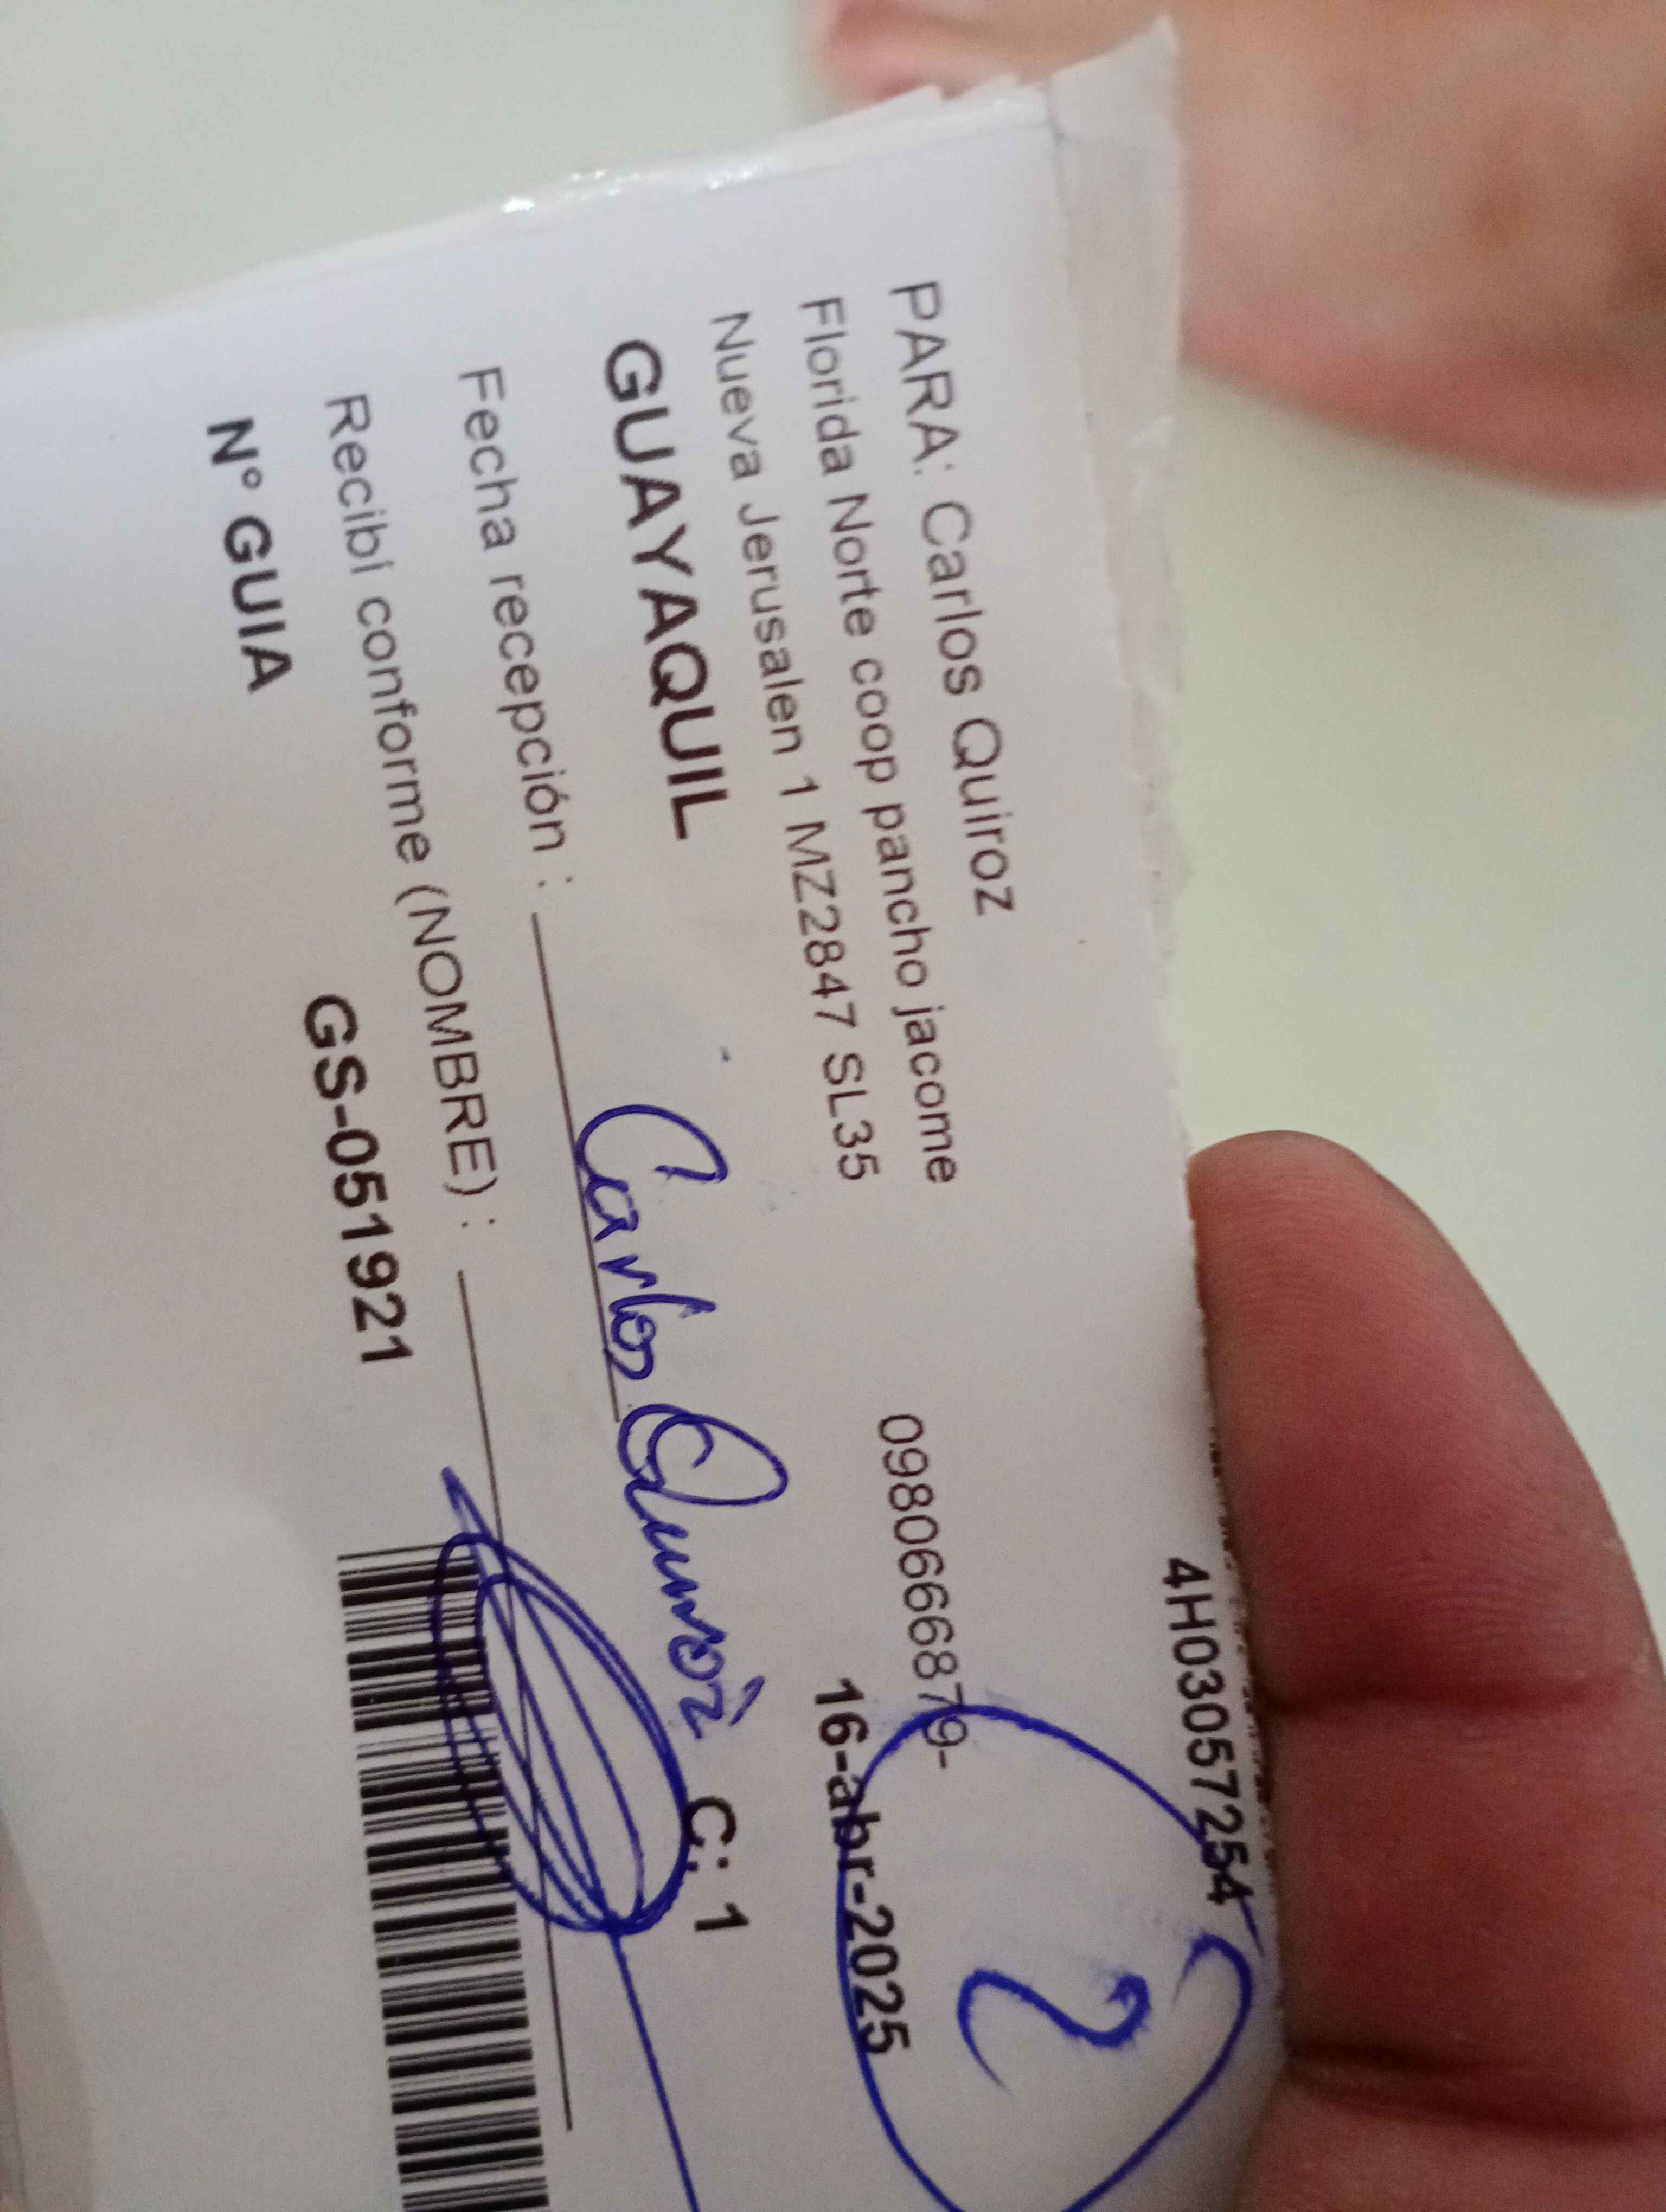 4H03057254
PARA: Carlos Quiroz
Florida Norte coop pancho jacome 0980666879-
Nueva Jerusalen 1 MZ2847 SL35
16-abr-2025
2
GUAYAQUIL
C: 1
Fecha recepción : Carlos Quiroz
Recibi conforme (NOMBRE) :
N° GUIA GS-051921